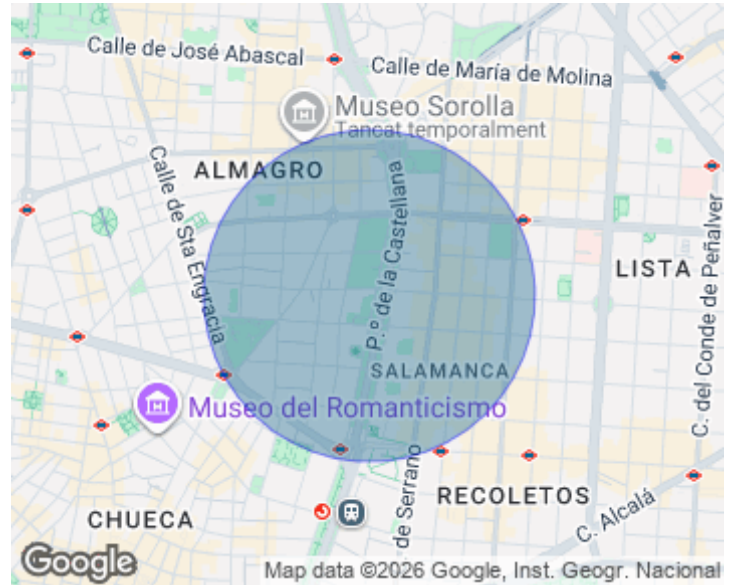 Calle de José Abascal
Calle de María de Molina
Museo Sorolla
Tancat temporalment
ALMAGRO
Calle de Sta Engracia
P.º de la Castellana
LISTA
C. del Conde de Peñalver
SALAMANCA
Museo del Romanticismo
de Serrano
RECOLETOS
CHUECA
C. Alcalá
Google
Map data ©2026 Google, Inst. Geogr. Nacional